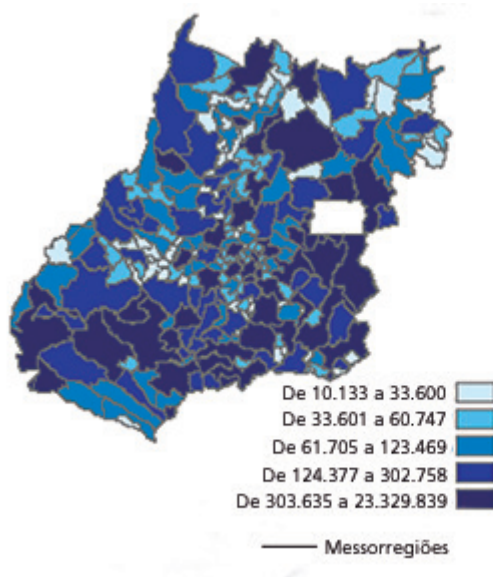 De 10.133 a 33.600
De 33.601 a 60.747
De 61.705 a 123.469
De 124.377 a 302.758
De 303.635 a 23.329.839
Messorregiões